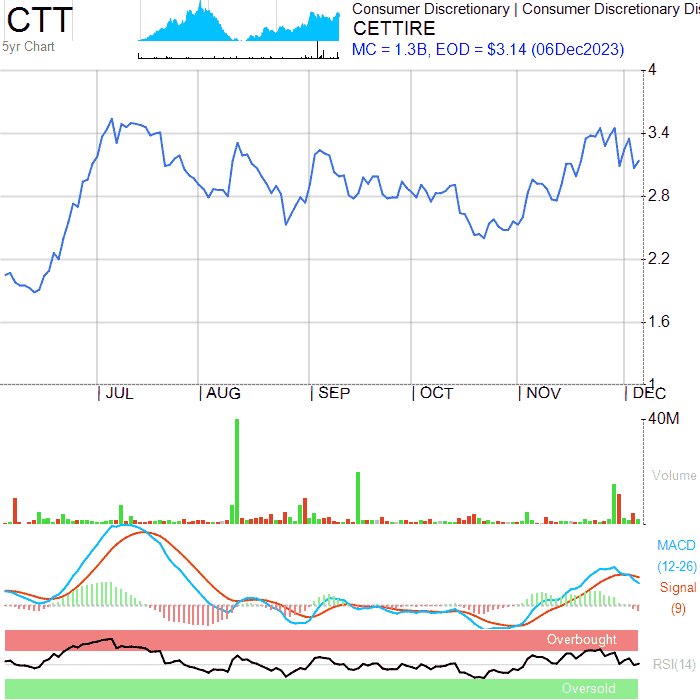 CTT
5yr Chart
Consumer Discretionary | Consumer Discretionary Dis
CETTIRE
MC = 1.3B, EOD = $3.14 (06Dec2023)
4
3.4
2.8
2.2
1.6
1
JUL
AUG
SEP
OCT
NOV
DEC
40M
Volume
MACD
(12-26)
Signal
(9)
Overbought
RSI(14)
Oversold